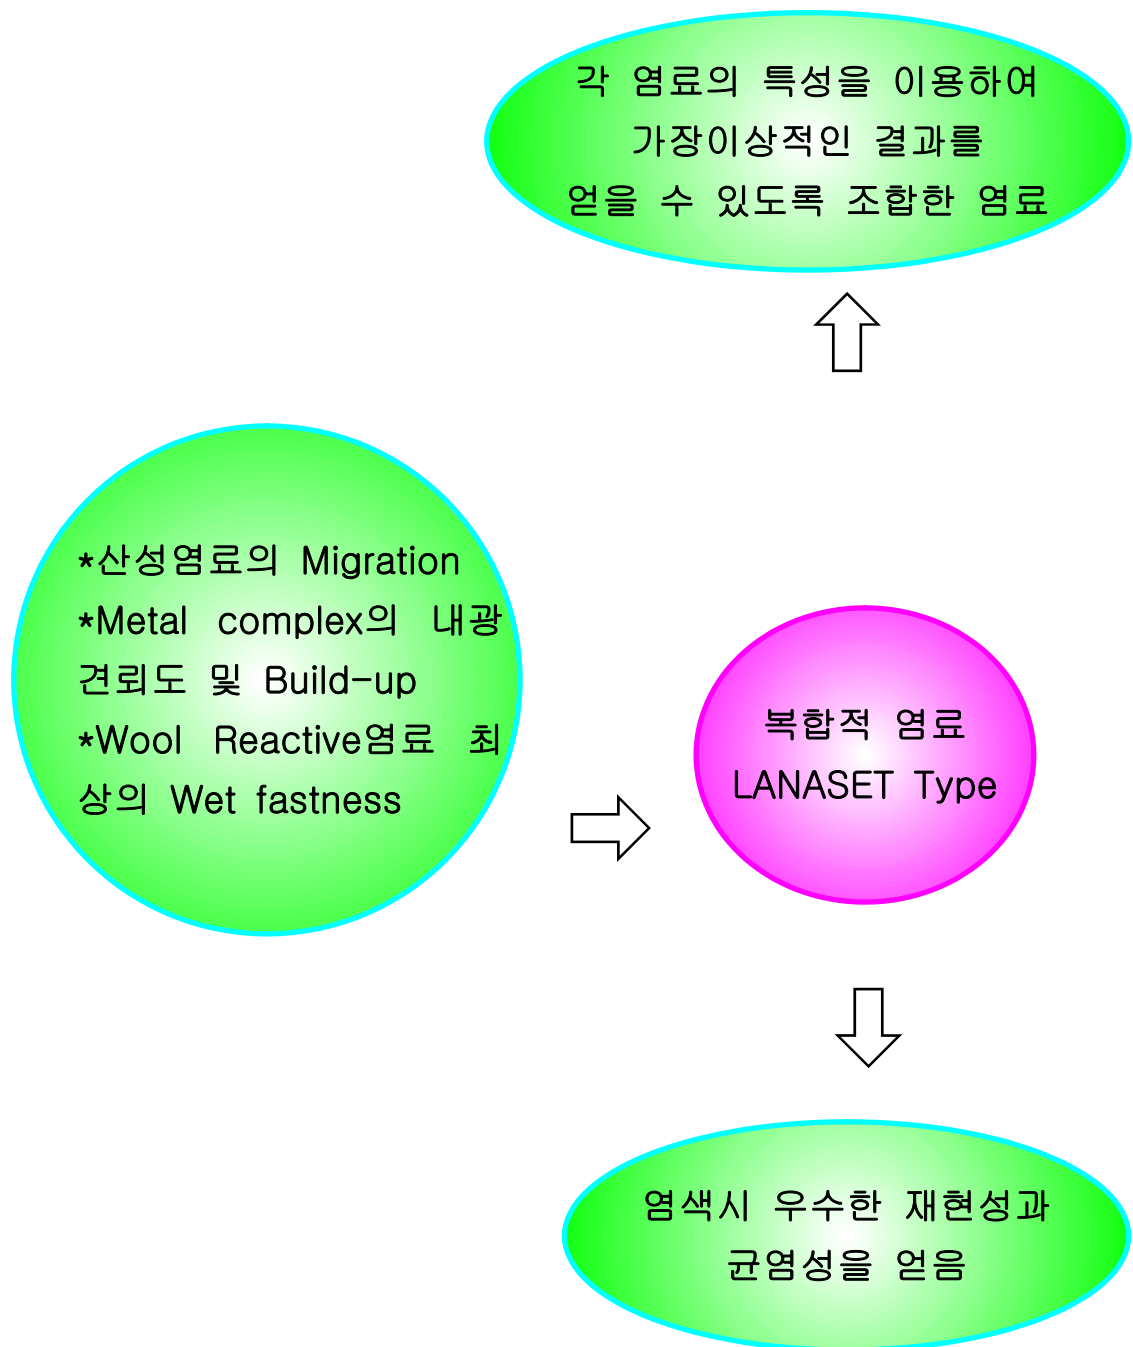 각 염료의 특성을 이용하여
가장이상적인 결과를
얻을 수 있도록 조합한 염료
*산성염료의 Migration
*Metal complex의 내광
견뢰도 및 Build-up
*Wool Reactive염료 최
상의 Wet fastness
복합적 염료
LANASET Type
염색시 우수한 재현성과
균염성을 얻음